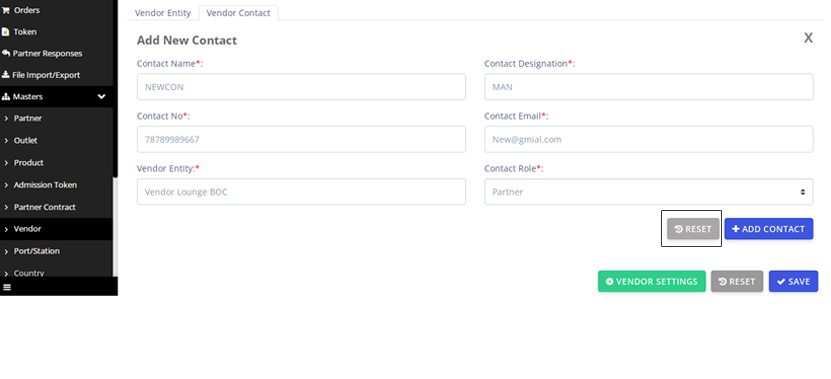 Orders
Token
Partner Responses
File Import/Export
Masters
Partner
Outlet
Product
Admission Token
Partner Contract
Vendor
Port/Station
Country
Vendor Entity Vendor Contact
Add New Contact X
Contact Name*: Contact Designation*:
NEWCON MAN
Contact No*: Contact Email*:
78789989667 New@gmial.com
Vendor Entity:* Contact Role*:
Vendor Lounge BOC Partner
RESET ADD CONTACT
VENDOR SETTINGS RESET SAVE